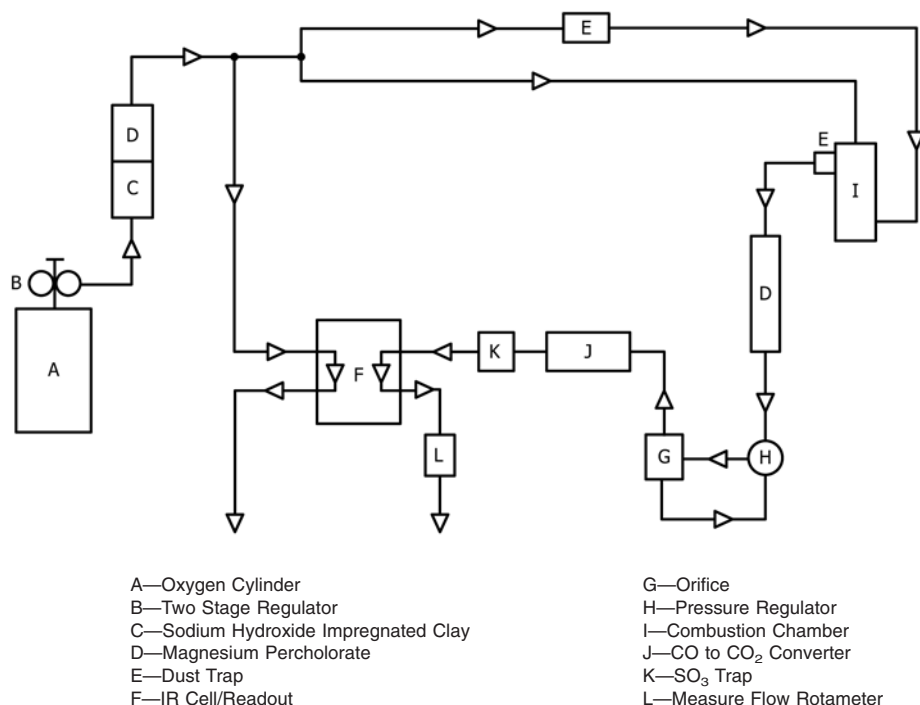 E
D
C
E
I
B
D
A
F
K
J
L
G
H
A—Oxygen Cylinder
B—Two Stage Regulator
C—Sodium Hydroxide Impregnated Clay
D—Magnesium Percholorate
E—Dust Trap
F—IR Cell/Readout
G—Orifice
H—Pressure Regulator
I—Combustion Chamber
J—CO to CO₂ Converter
K—SO₃ Trap
L—Measure Flow Rotameter